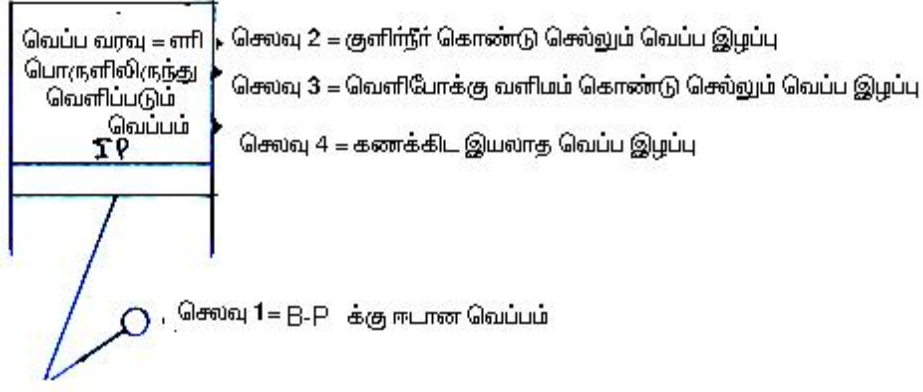 வெப்ப வரவு = எரி
பொருளிலிருந்து
வெளிப்படும்
வெப்பம்
IP
செலவு 2 = குளிர்நீர் கொண்டு செல்லும் வெப்ப இழப்பு
செலவு 3 = வெளிபோக்கு வளிமம் கொண்டு செல்லும் வெப்ப இழப்பு
செலவு 4 = கணக்கிட இயலாத வெப்ப இழப்பு
செலவு 1= B-P க்கு ஈடான வெப்பம்